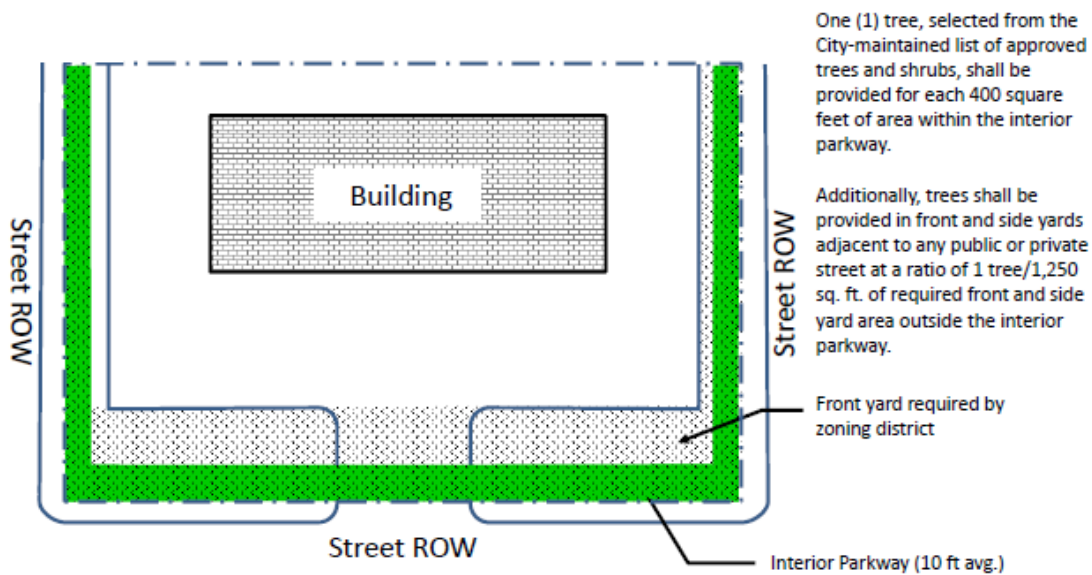 One (1) tree, selected from the
City-maintained list of approved
trees and shrubs, shall be
provided for each 400 square
feet of area within the interior
parkway.
Additionally, trees shall be
provided in front and side yards
adjacent to any public or private
street at a ratio of 1 tree/1,250
sq. ft. of required front and side
yard area outside the interior
parkway.
Building
Street ROW
Street ROW
Front yard required by
zoning district
Street ROW
Interior Parkway (10 ft avg.)